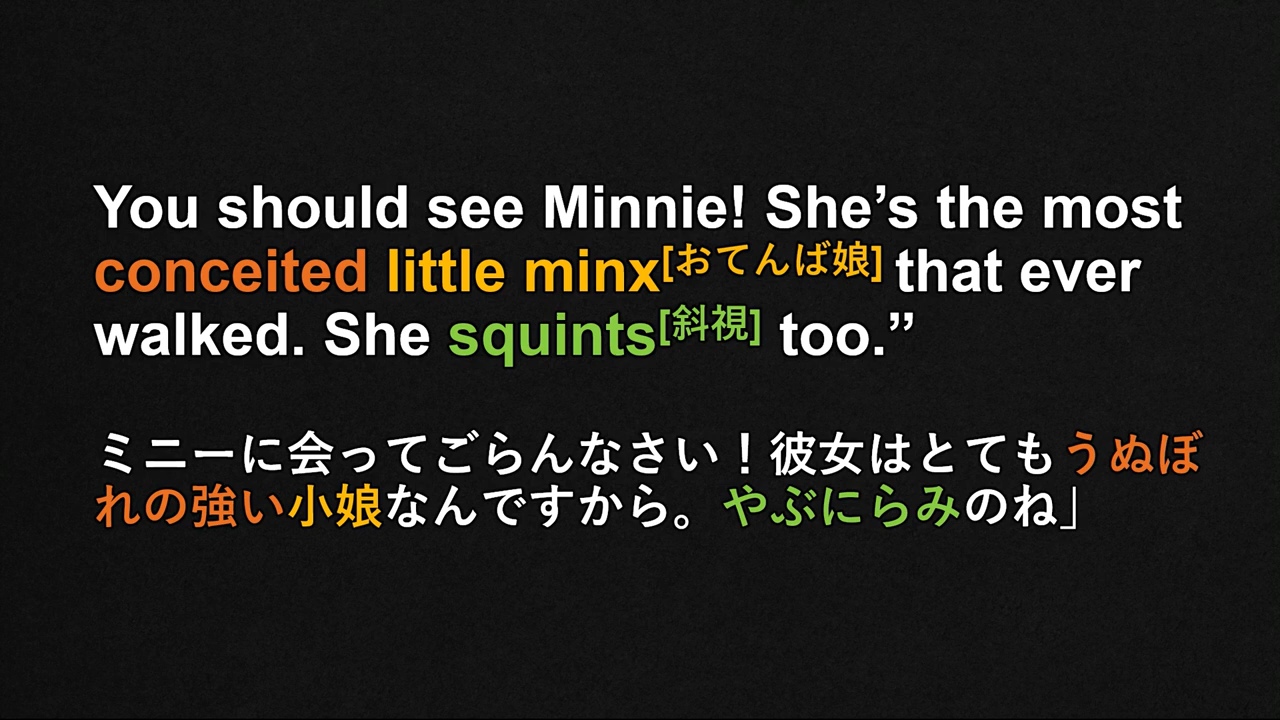 You should see Minnie! She’s the most
conceited little minx[おてんば娘] that ever
walked. She squints[斜視] too.”
ミニーに会ってごらんなさい！彼女はとてもうぬぼ
れの強い小娘なんですから。やぶにらみのね」